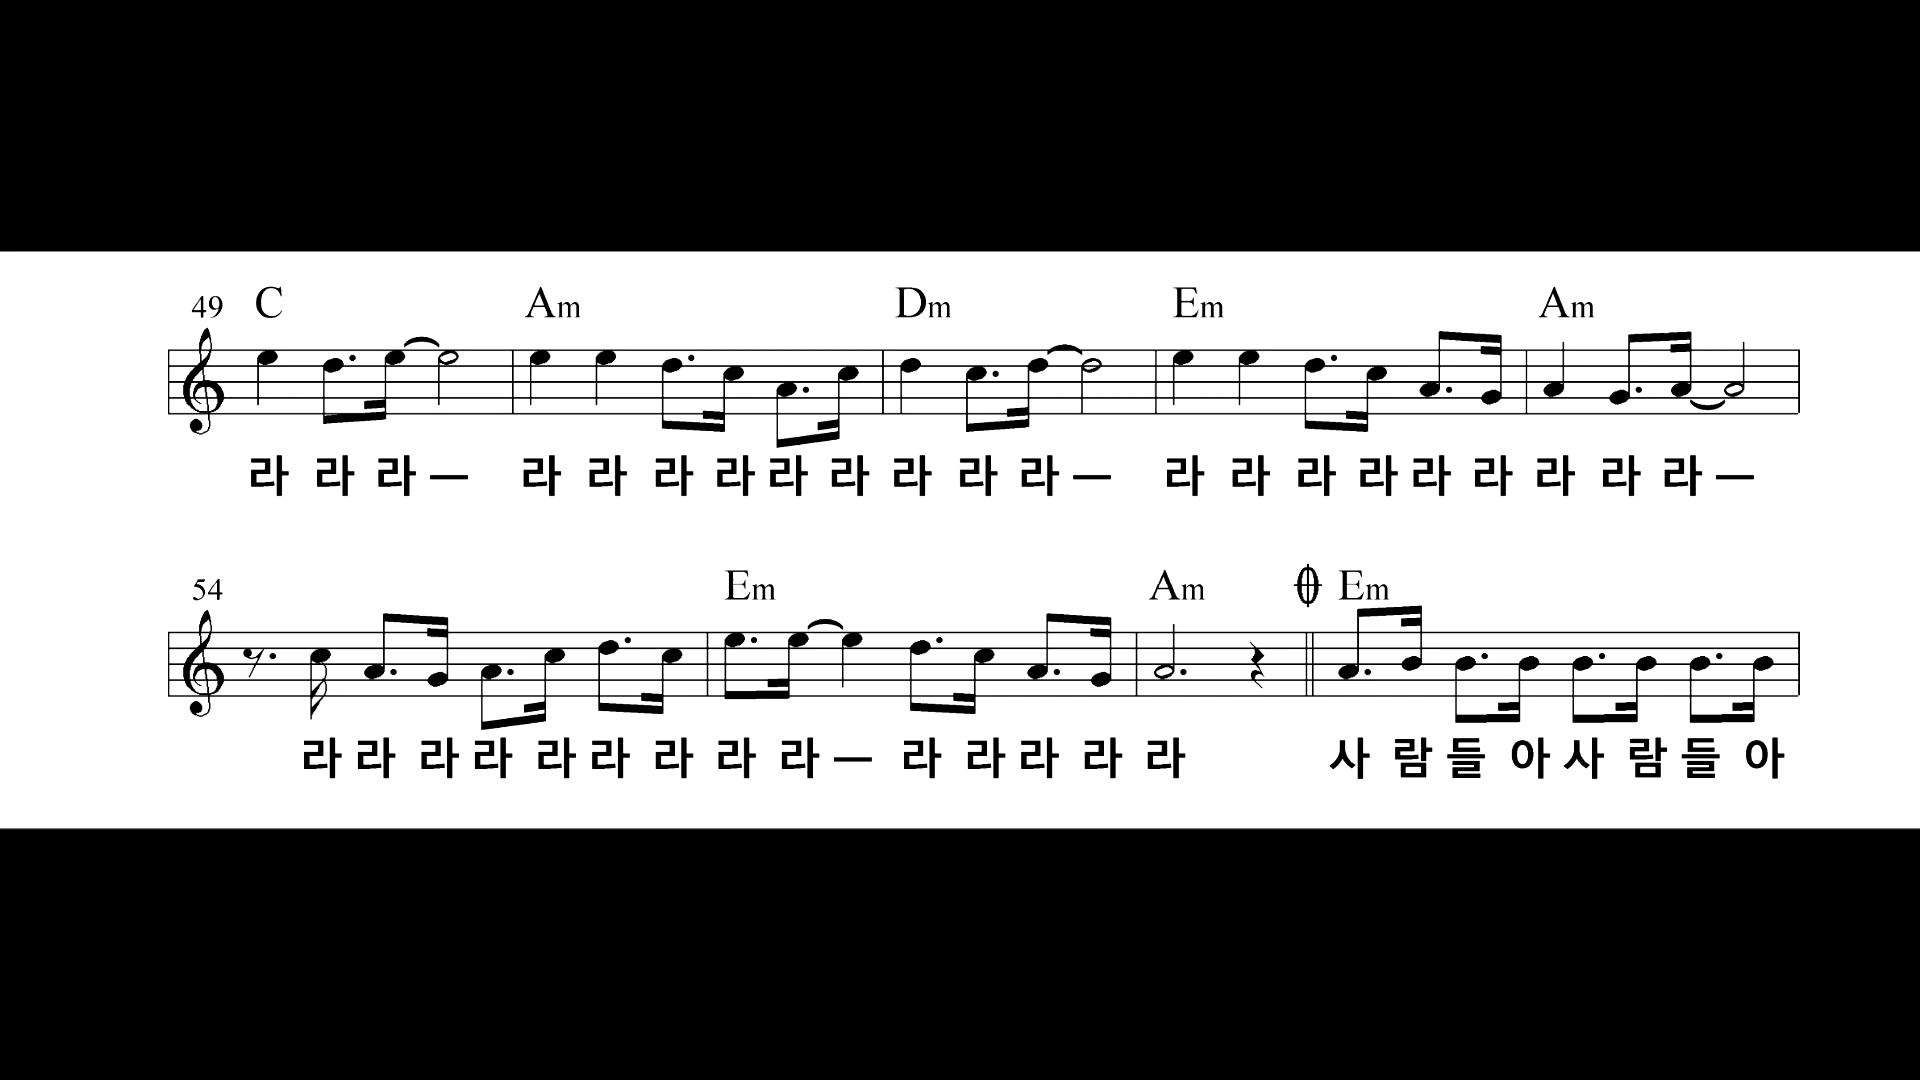 49 C Am Dm Em Am
라 라 라 — 라 라 라 라 라 라 라 라 라 — 라 라 라 라 라 라 라 라 라 —
54 Em Am Em
라 라 라 라 라 라 라 라 라 — 라 라 라 라 라 사 람 들 아 사 람 들 아